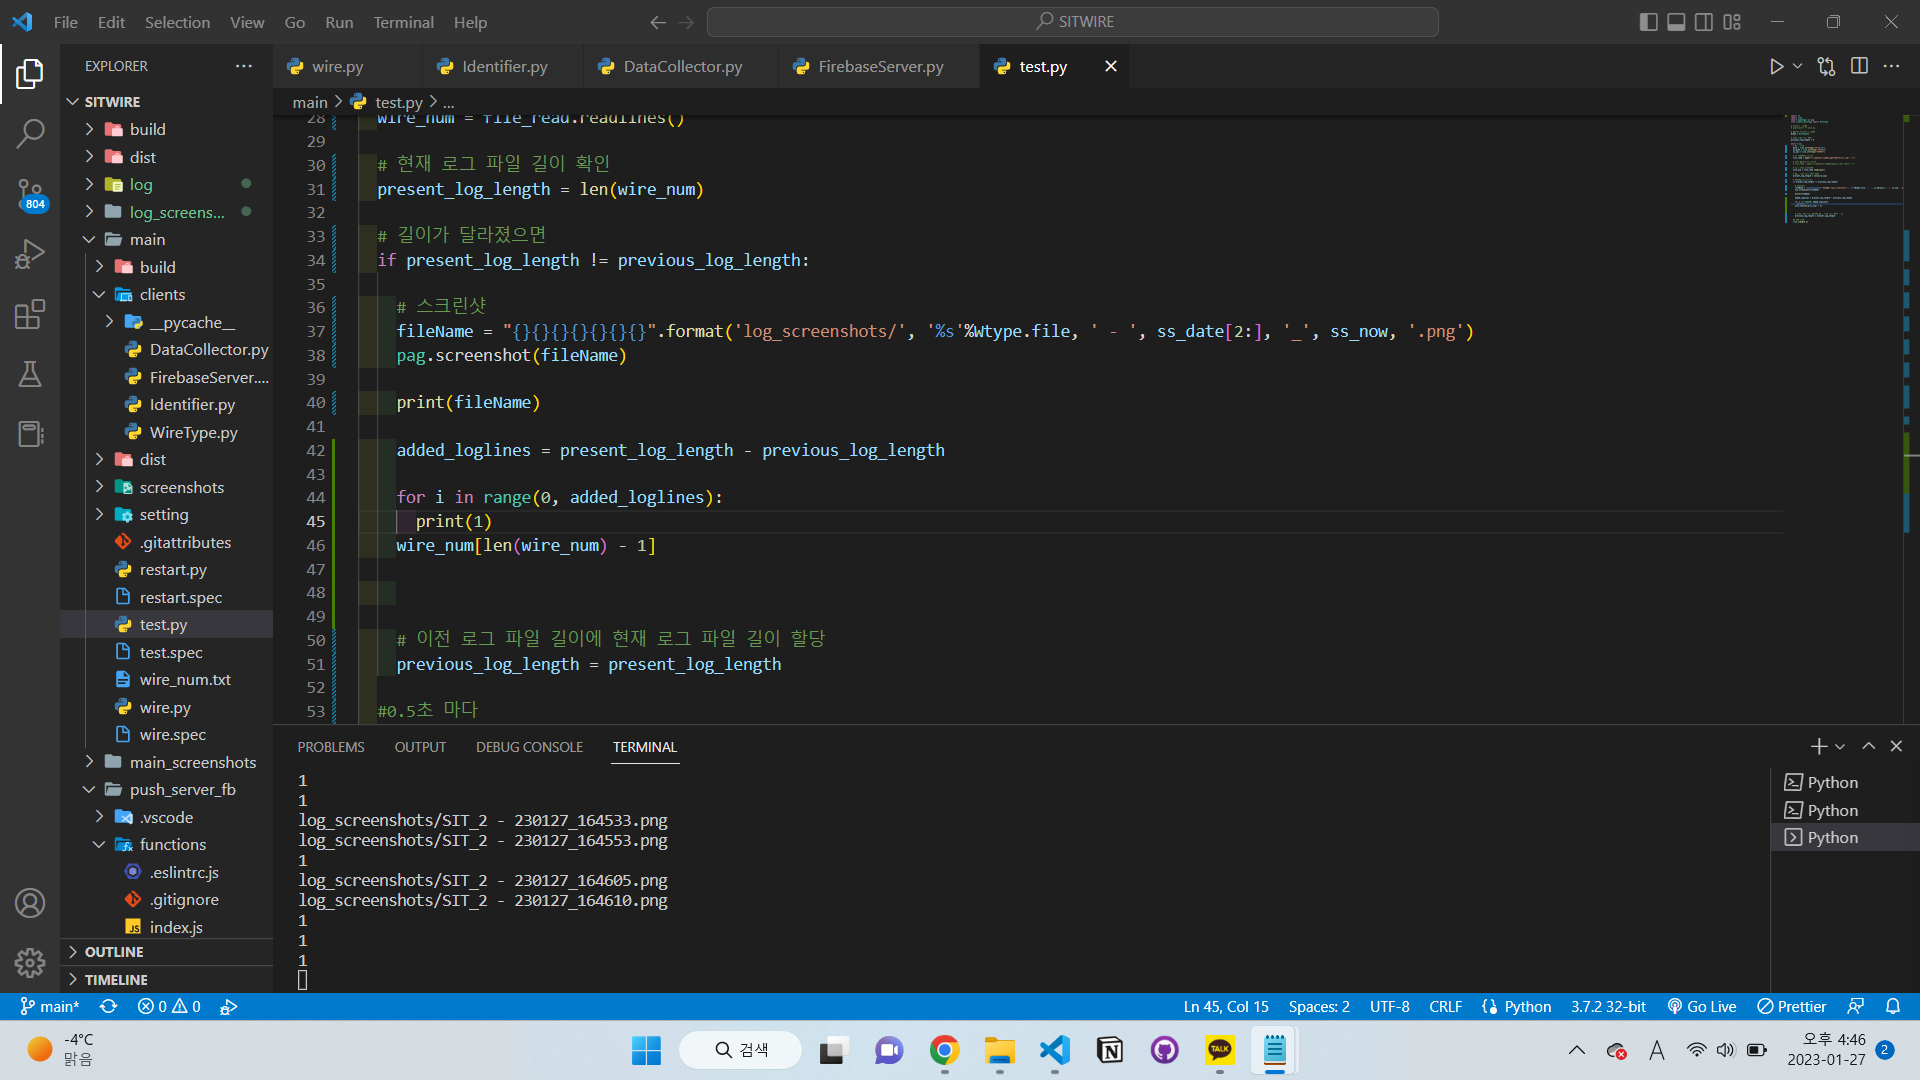 File Edit Selection View Go Run Terminal Help
SITWIRE
EXPLORER
SITWIRE
build
dist
log
log_screens...
main
build
clients
__pycache__
DataCollector.py
FirebaseServer....
Identifier.py
WireType.py
dist
screenshots
setting
.gitattributes
restart.py
restart.spec
test.py
test.spec
wire_num.txt
wire.py
wire.spec
main_screenshots
push_server_fb
.vscode
functions
.eslintrc.js
.gitignore
index.js
OUTLINE
TIMELINE
804
wire.py Identifier.py DataCollector.py FirebaseServer.py test.py
main > test.py > ...
28 wire_num = file_read.readlines()
29
30 # 현재 로그 파일 길이 확인
31 present_log_length = len(wire_num)
32
33 # 길이가 달라졌으면
34 if present_log_length != previous_log_length:
35
36 # 스크린샷
37 fileName = "{}{}{}{}{}{}{}".format('log_screenshots/', '%s'%Wtype.file, ' - ', ss_date[2:], '_', ss_now, '.png')
38 pag.screenshot(fileName)
39
40 print(fileName)
41
42 added_loglines = present_log_length - previous_log_length
43
44 for i in range(0, added_loglines):
45 print(1)
46 wire_num[len(wire_num) - 1]
47
48
49
50 # 이전 로그 파일 길이에 현재 로그 파일 길이 할당
51 previous_log_length = present_log_length
52
53 #0.5초 마다
PROBLEMS OUTPUT DEBUG CONSOLE TERMINAL
1
1
log_screenshots/SIT_2 - 230127_164533.png
log_screenshots/SIT_2 - 230127_164553.png
1
log_screenshots/SIT_2 - 230127_164605.png
log_screenshots/SIT_2 - 230127_164610.png
1
1
1
Python
Python
Python
main* 0 0 Ln 45, Col 15 Spaces: 2 UTF-8 CRLF Python 3.7.2 32-bit Go Live Prettier
-4°C
맑음
검색
TALK
A
오후 4:46
2023-01-27
2